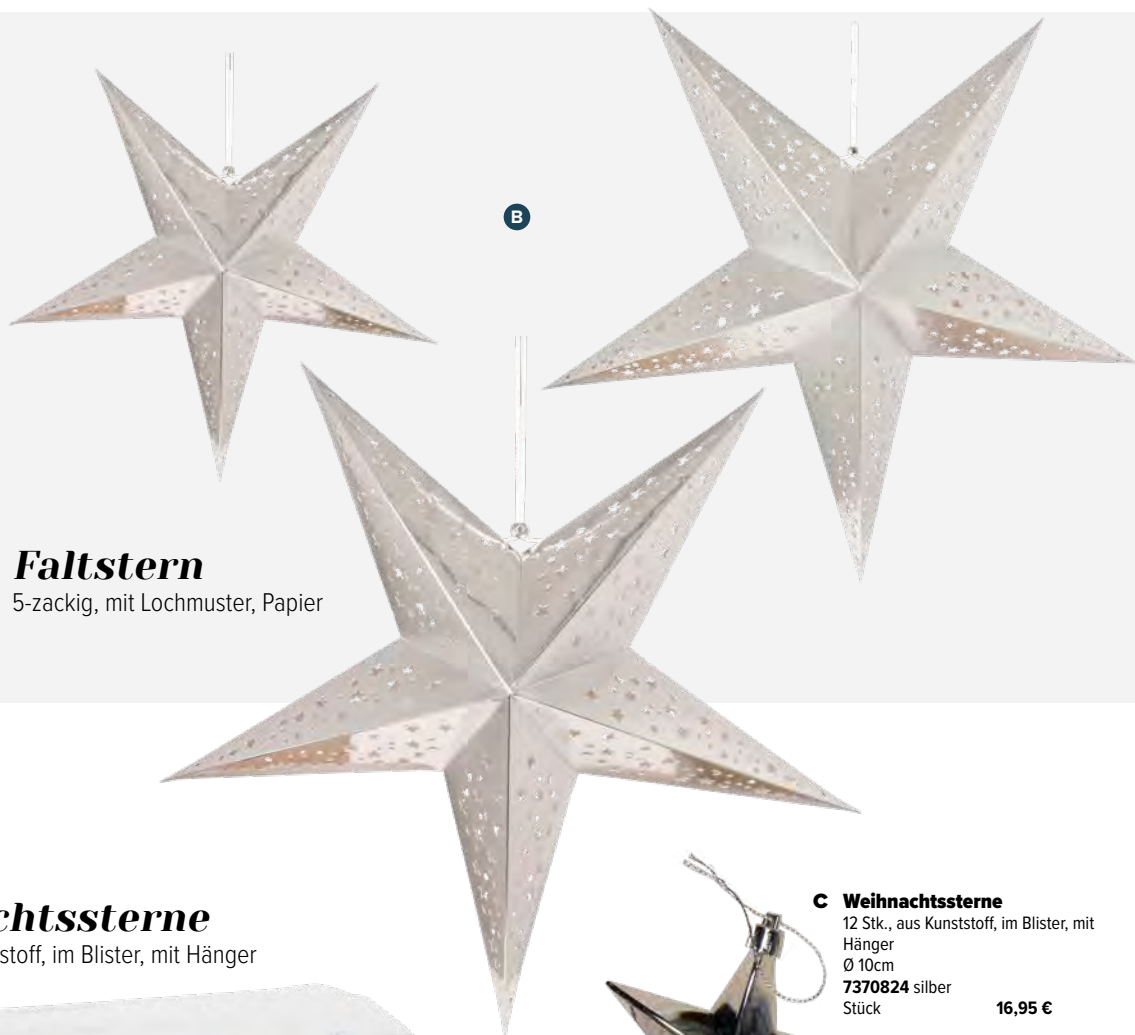 B
Faltstern
5-zackig, mit Lochmuster, Papier
chtssterne
stoff, im Blister, mit Hänger
C Weihnachtssterne
12 Stk., aus Kunststoff, im Blister, mit
Hänger
Ø 10cm
7370824 silber
Stück 16,95 €